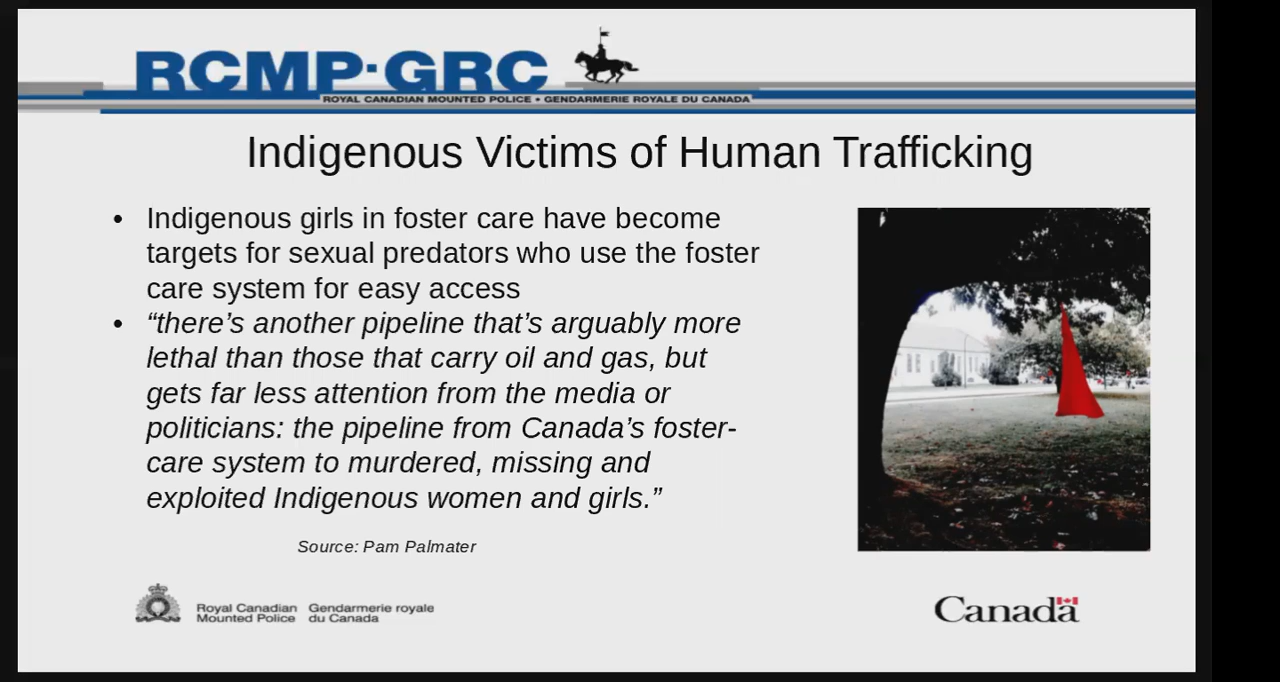 RCMP·GRC
ROYAL CANADIAN MOUNTED POLICE • GENDARMERIE ROYALE DU CANADA
Indigenous Victims of Human Trafficking
• Indigenous girls in foster care have become
targets for sexual predators who use the foster
care system for easy access
• “there’s another pipeline that’s arguably more
lethal than those that carry oil and gas, but
gets far less attention from the media or
politicians: the pipeline from Canada’s foster-
care system to murdered, missing and
exploited Indigenous women and girls.”
Source: Pam Palmater
Royal Canadian Gendarmerie royale
Mounted Police du Canada
Canada